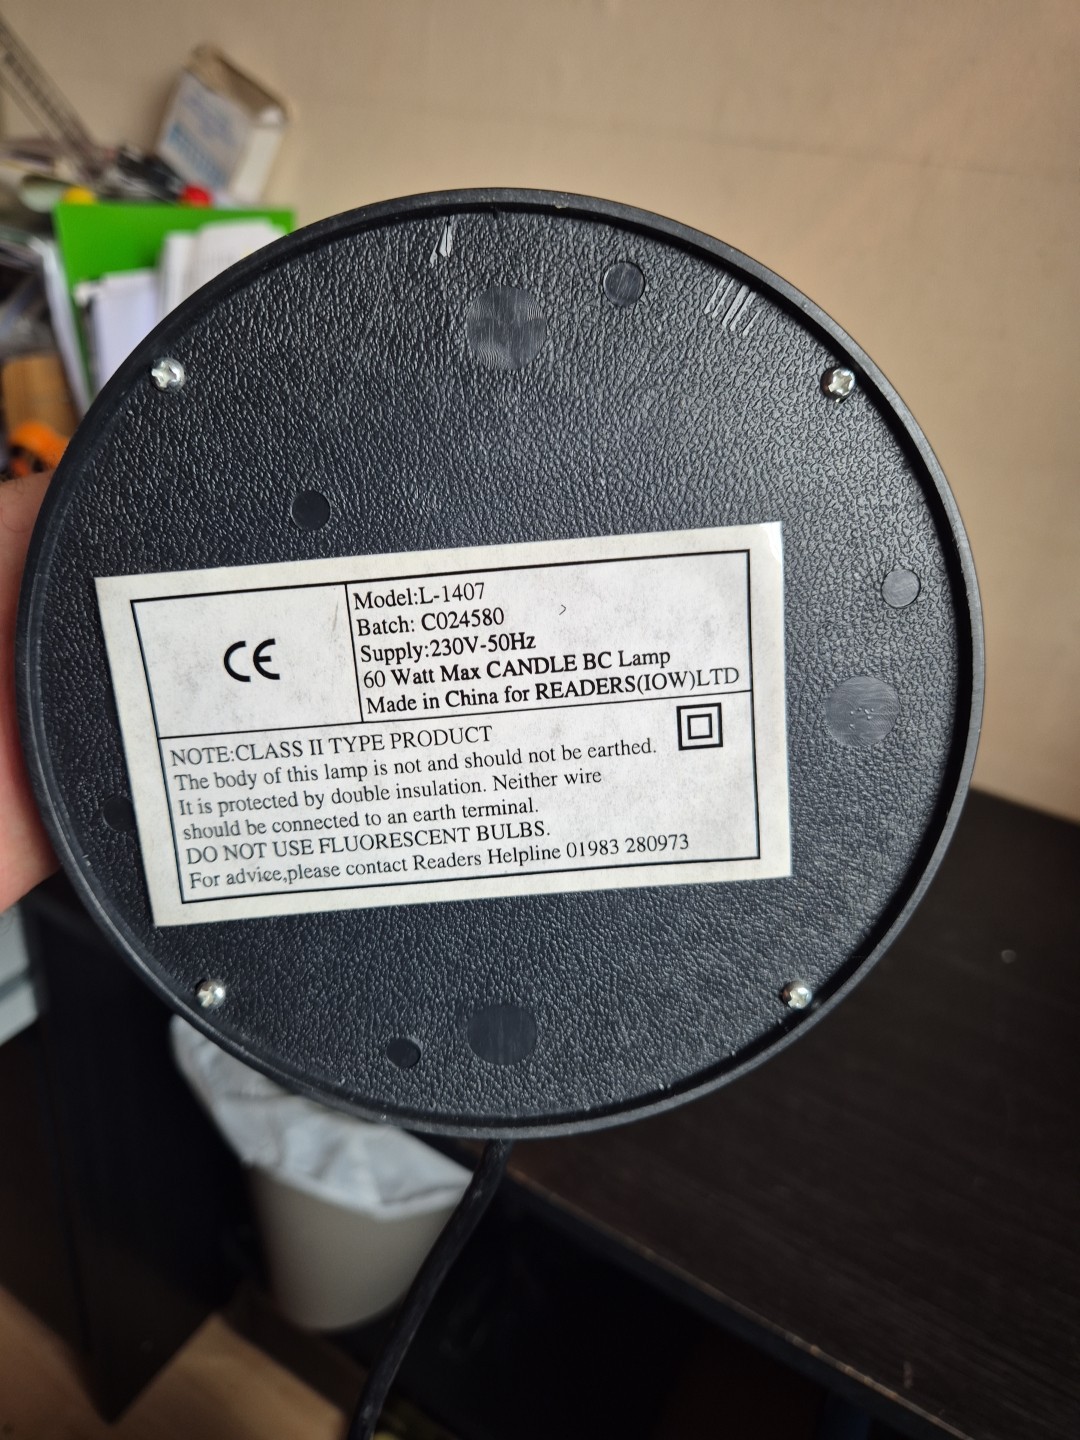 CE
Model:L-1407
Batch: C024580
Supply:230V-50Hz
60 Watt Max CANDLE BC Lamp
Made in China for READERS(IOW)LTD
NOTE:CLASS II TYPE PRODUCT
The body of this lamp is not and should not be earthed.
It is protected by double insulation. Neither wire
should be connected to an earth terminal.
DO NOT USE FLUORESCENT BULBS.
For advice,please contact Readers Helpline 01983 280973